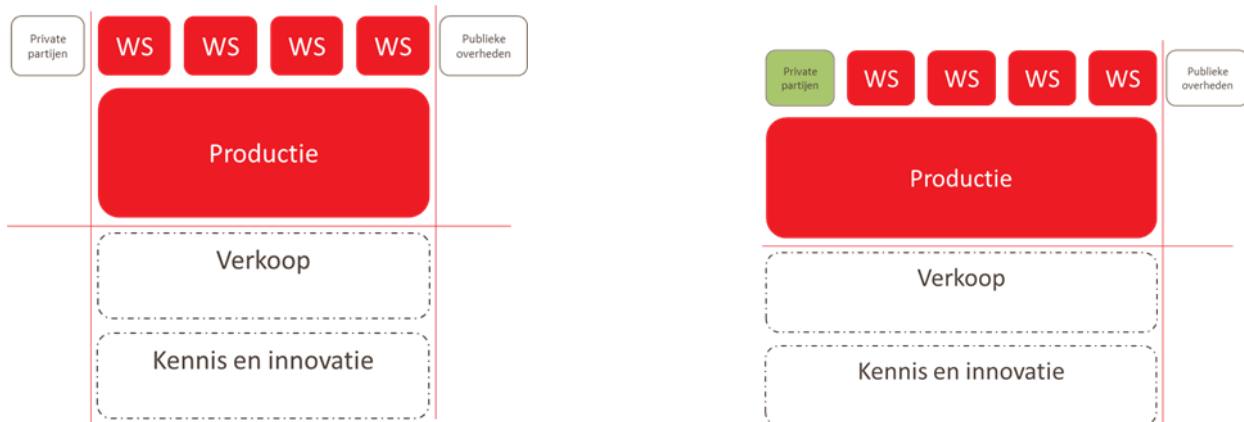 Private
partijen
WS
WS
WS
WS
Publieke
overheden
Productie
Verkoop
Kennis en innovatie
Private
partijen
WS
WS
WS
WS
Publieke
overheden
Productie
Verkoop
Kennis en innovatie